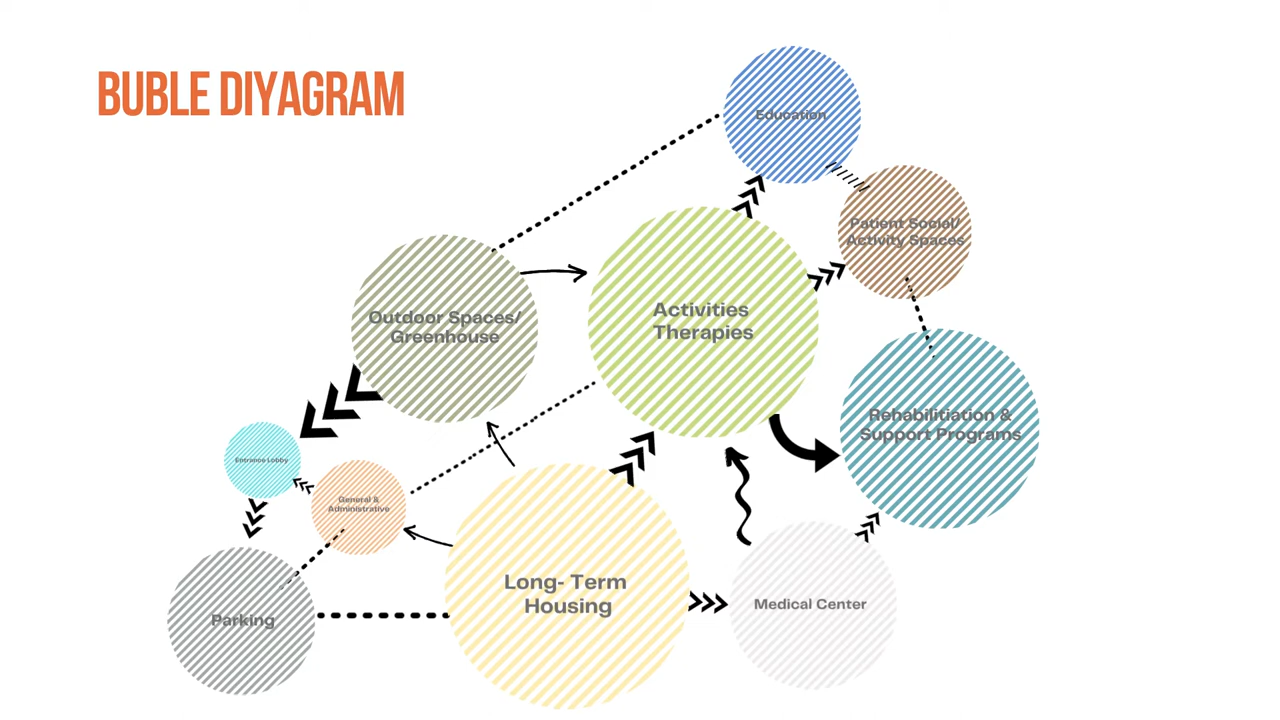 BUBLE DIYAGRAM
Education
Patient Social/
Activity Spaces
Outdoor Spaces/
Greenhouse
Activities
Therapies
Rehabilitiation &
Support Programs
Entrance Lobby
General &
Administrative
Long- Term
Housing
Medical Center
Parking